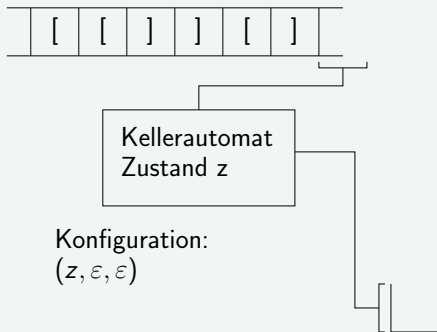 [ [ ] ] [ ]
Kellerautomat
Zustand z
Konfiguration:
(z, ε, ε)